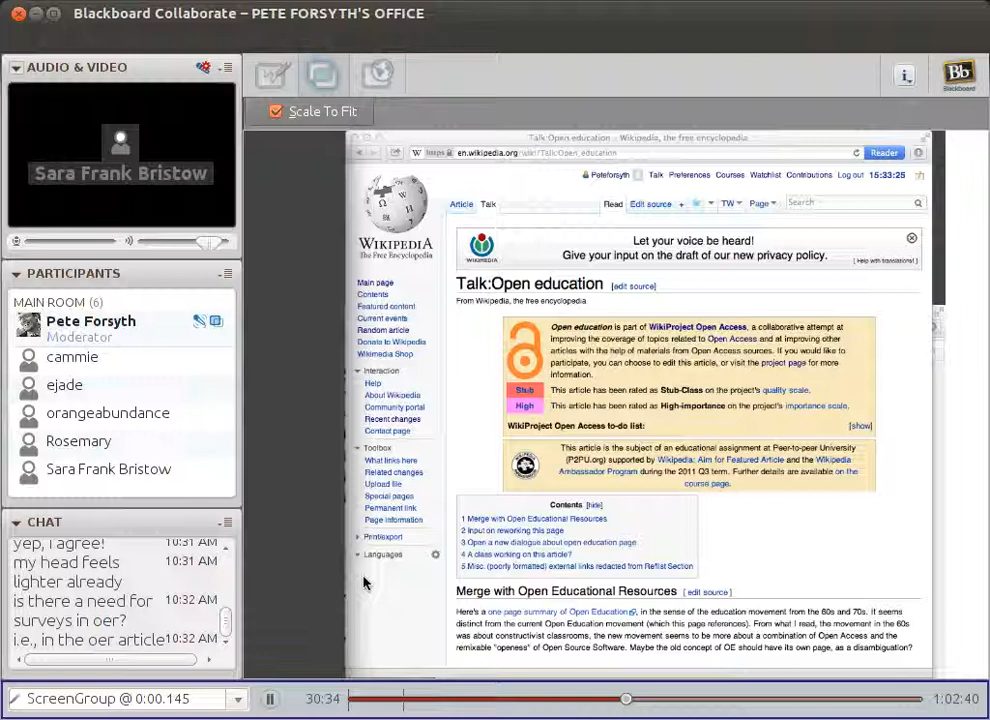 Blackboard Collaborate – PETE FORSYTH'S OFFICE
AUDIO & VIDEO
Sara Frank Bristow
PARTICIPANTS
MAIN ROOM (6)
Pete Forsyth
Moderator
cammie
ejade
orangeabundance
Rosemary
Sara Frank Bristow
CHAT
yep, i agree! 10:31 AM
my head feels 10:31 AM
lighter already
is there a need for 10:32 AM
surveys in oer?
i.e., in the oer article 10:32 AM
Scale To Fit
i
Bb
Blackboard
Talk:Open education – Wikipedia, the free encyclopedia
W https en.wikipedia.org/wiki/Talk:Open_education
Reader
Peteforsyth Talk Preferences Courses Watchlist Contributions Log out 15:33:25
Article Talk Read Edit source + TW Page Search
WIKIPEDIA
The Free Encyclopedia
Main page
Contents
Featured content
Current events
Random article
Donate to Wikipedia
Wikimedia Shop
Interaction
Help
About Wikipedia
Community portal
Recent changes
Contact page
Toolbox
What links here
Related changes
Upload file
Special pages
Permanent link
Page information
Print/export
Languages
WIKIMEDIA
Let your voice be heard!
Give your input on the draft of our new privacy policy.
[ Help with translations! ]
Talk:Open education [edit source]
From Wikipedia, the free encyclopedia
Open education is part of WikiProject Open Access, a collaborative attempt at
improving the coverage of topics related to Open Access and at improving other
articles with the help of materials from Open Access sources. If you would like to
participate, you can choose to edit this article, or visit the project page for more
information.
Stub This article has been rated as Stub-Class on the project's quality scale.
High This article has been rated as High-importance on the project's importance scale.
WikiProject Open Access to-do list: [show]
This article is the subject of an educational assignment at Peer-to-peer University
(P2PU.org) supported by Wikipedia: Aim for Featured Article and the Wikipedia
Ambassador Program during the 2011 Q3 term. Further details are available on the
course page.
Contents [hide]
1 Merge with Open Educational Resources
2 Input on reworking this page
3 Open a new dialogue about open education page
4 A class working on this article?
5 Misc. (poorly formatted) external links redacted from Reflist Section
Merge with Open Educational Resources [ edit source ]
Here's a one page summary of Open Education, in the sense of the education movement from the 60s and 70s. It seems
distinct from the current Open Education movement (which this page references). From what I read, the movement in the 60s
was about constructivist classrooms, the new movement seems to be more about a combination of Open Access and the
remixable "openness" of Open Source Software. Maybe the old concept of OE should have its own page, as a disambiguation?
ScreenGroup @ 0:00.145
30:34
1:02:40